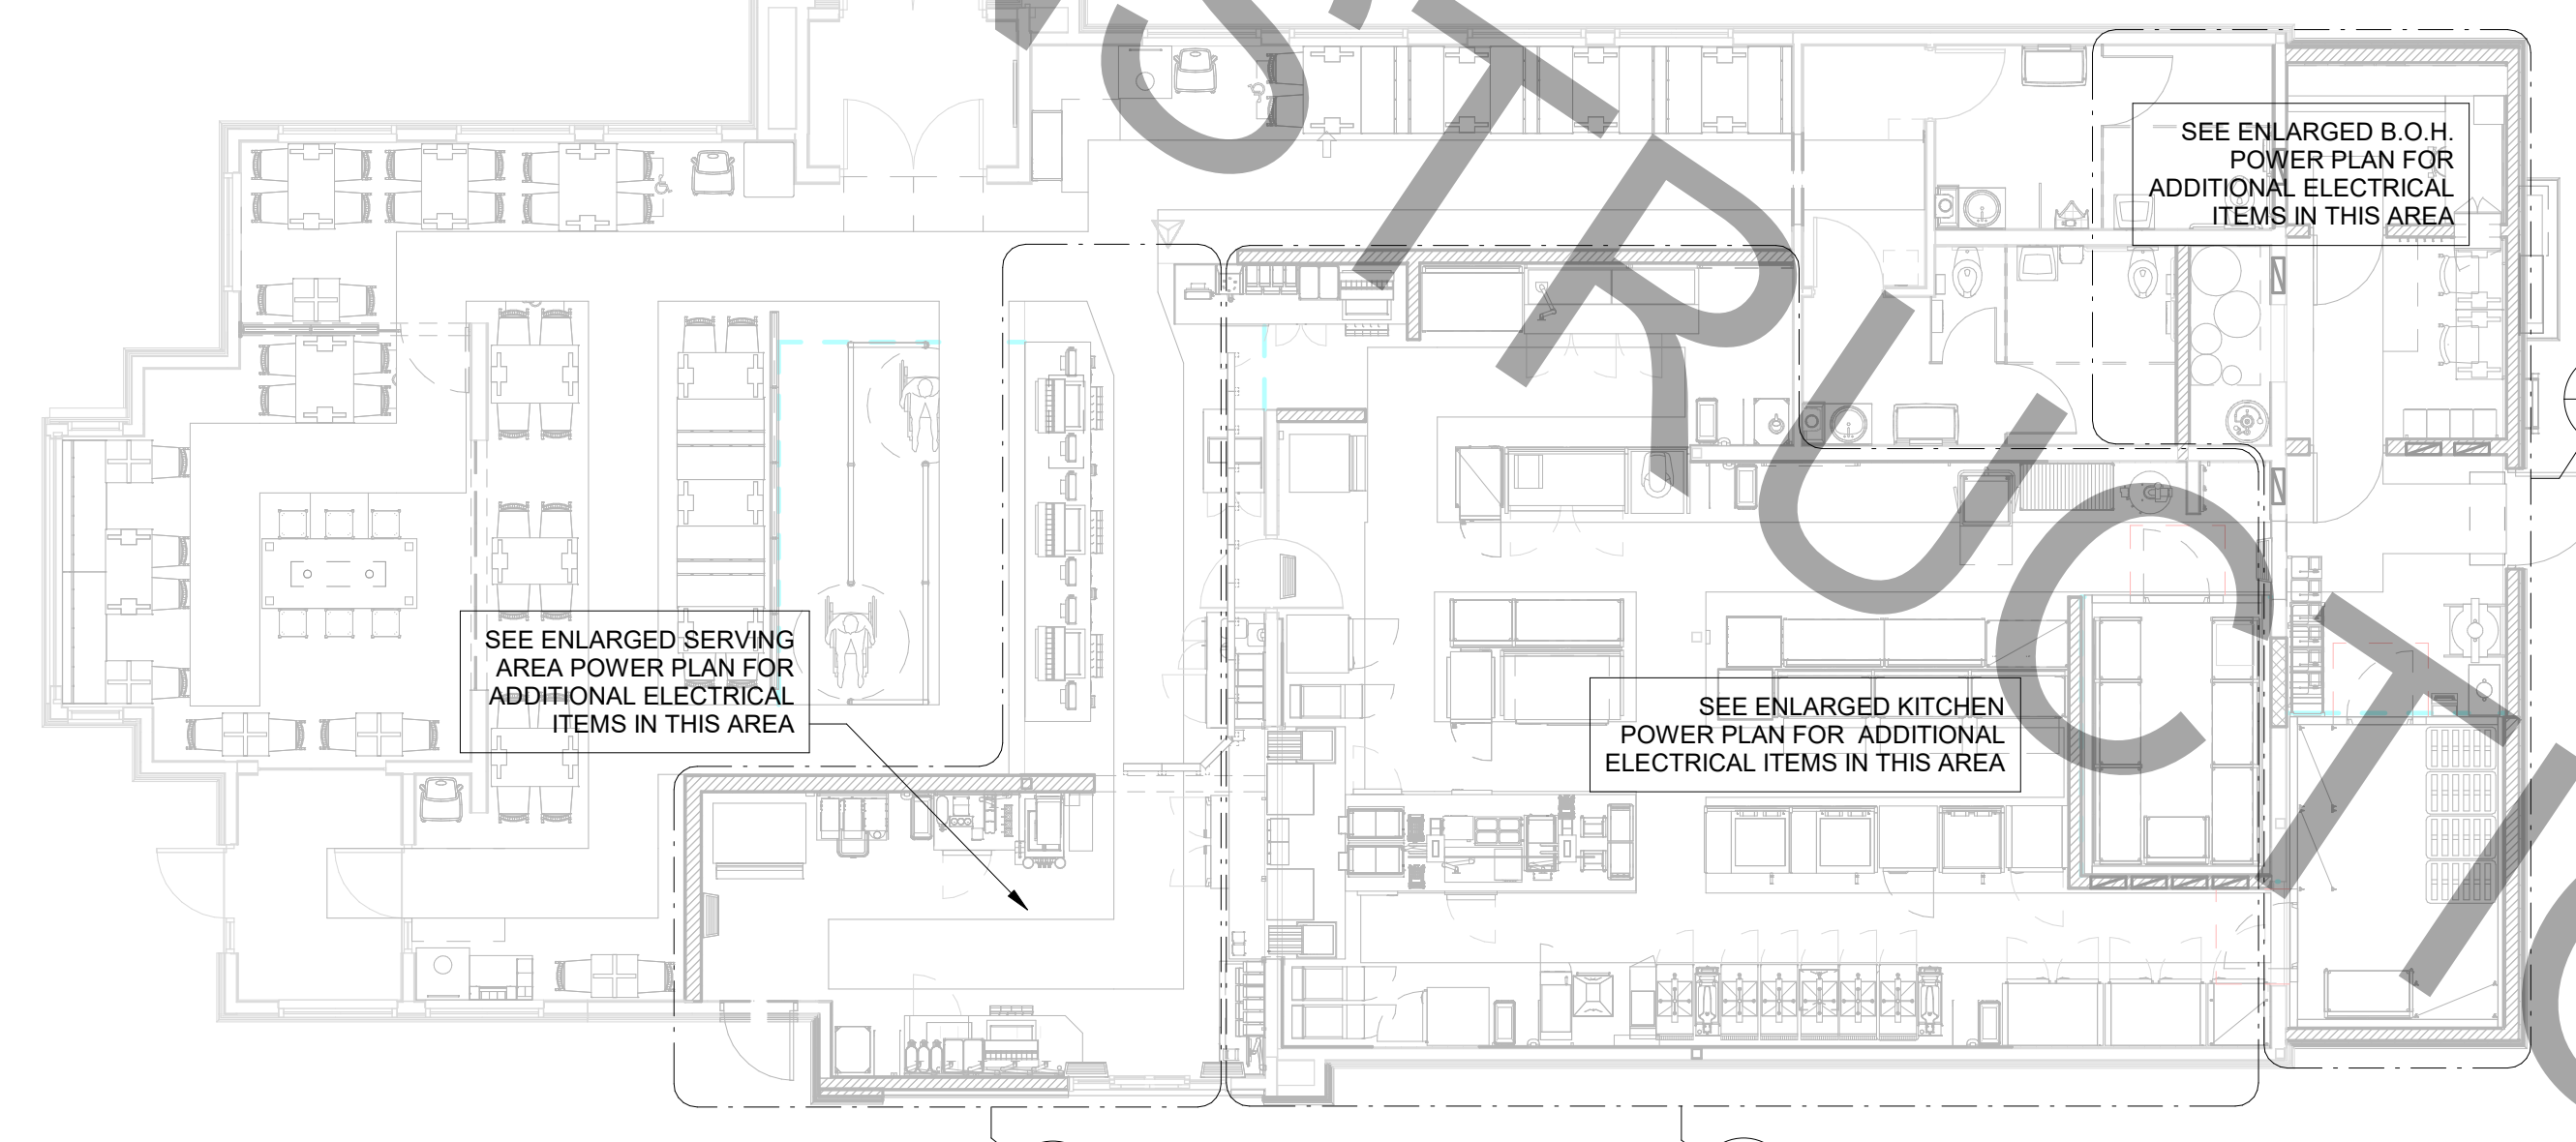 SEE ENLARGED B.O.H.
POWER PLAN FOR
ADDITIONAL ELECTRICAL
ITEMS IN THIS AREA
SEE ENLARGED SERVING
AREA POWER PLAN FOR
ADDITIONAL ELECTRICAL
ITEMS IN THIS AREA
SEE ENLARGED KITCHEN
POWER PLAN FOR ADDITIONAL
ELECTRICAL ITEMS IN THIS AREA
STRUCTI